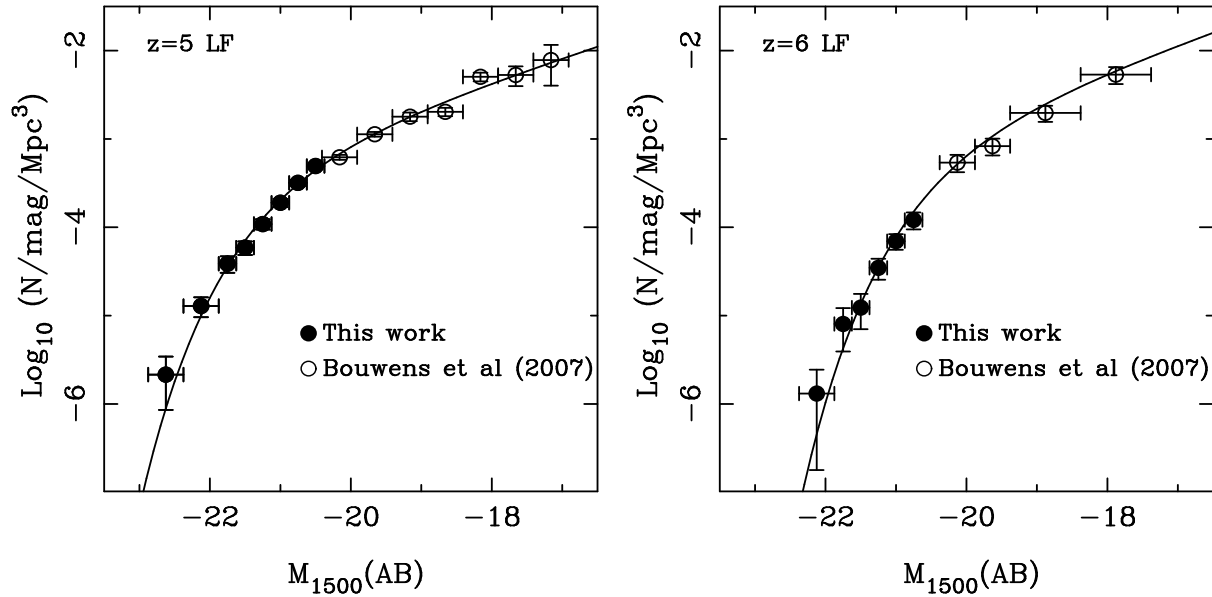 z=5 LF
Log10 (N/mag/Mpc3)
−2
−4
−6
This work
Bouwens et al (2007)
−22 −20 −18
M1500(AB)
z=6 LF
Log10 (N/mag/Mpc3)
−2
−4
−6
This work
Bouwens et al (2007)
−22 −20 −18
M1500(AB)